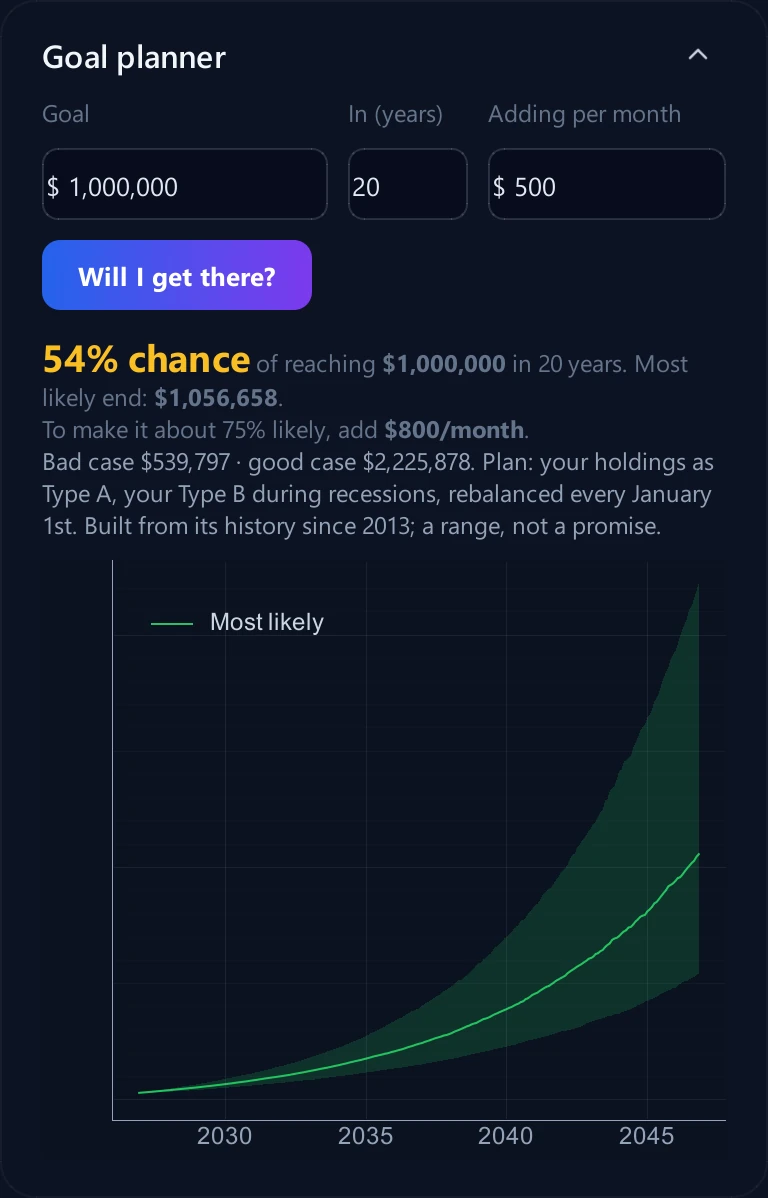 Goal planner
Goal
In (years)
Adding per month
$ 1,000,000
20
$ 500
Will I get there?
54% chance of reaching $1,000,000 in 20 years. Most
likely end: $1,056,658.
To make it about 75% likely, add $800/month.
Bad case $539,797 · good case $2,225,878. Plan: your holdings as
Type A, your Type B during recessions, rebalanced every January
1st. Built from its history since 2013; a range, not a promise.
Most likely
2030
2035
2040
2045